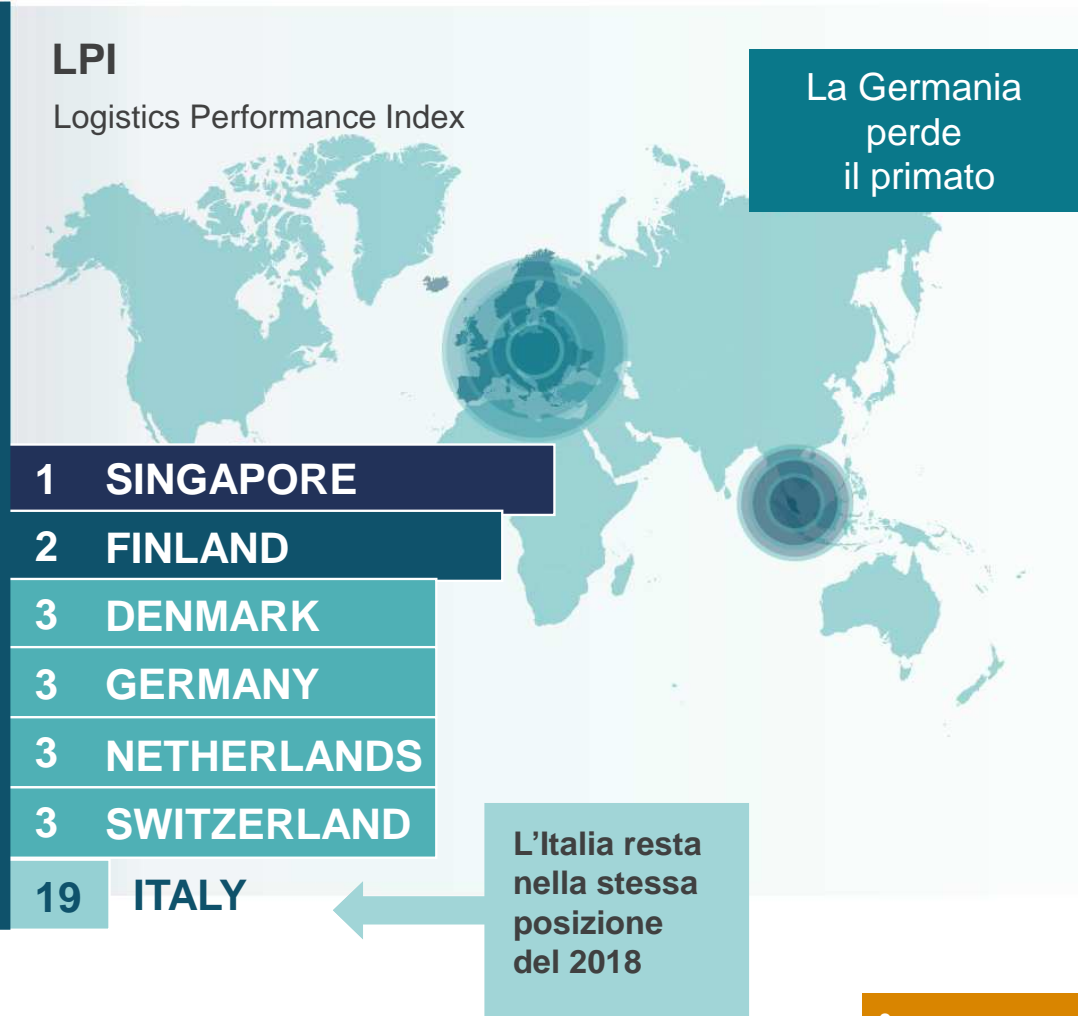 LPI
Logistics Performance Index
La Germania
perde
il primato
1 SINGAPORE
2 FINLAND
3 DENMARK
3 GERMANY
3 NETHERLANDS
3 SWITZERLAND
19 ITALY
L’Italia resta
nella stessa
posizione
del 2018